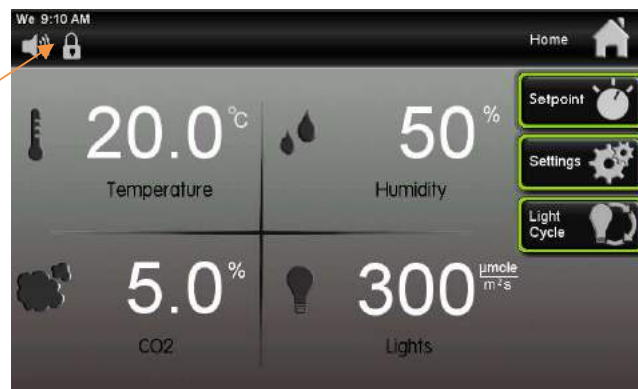 We 9:10 AM
Home
20.0°C
Temperature
50%
Humidity
Setpoint
Settings
Light
Cycle
5.0%
CO2
300 µmole
m²s
Lights